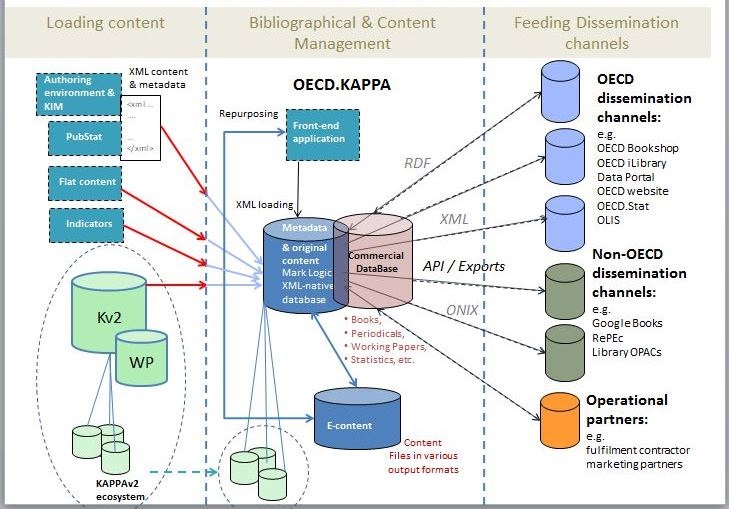 Loading content
Bibliographical & Content
Management
Feeding Dissemination
channels
Authoring
environment &
KIM
XML content
& metadata
<xml ...
....
...
</xml>
PubStat
Flat content
Indicators
Kv2
WP
KAPPAv2
ecosystem
OECD.KAPPA
Repurposing
Front-end
application
XML loading
Metadata
& original
content
Mark Logic
XML-native
database
Commercial
DataBase
• Books,
• Periodicals,
• Working Papers,
• Statistics, etc.
E-content
Content
Files in various
output formats
RDF
XML
API / Exports
ONIX
OECD
dissemination
channels:
e.g.
OECD Bookshop
OECD iLibrary
Data Portal
OECD website
OECD.Stat
OLIS
Non-OECD
dissemination
channels:
e.g.
Google Books
RePEc
Library OPACs
Operational
partners:
e.g.
fulfilment contractor
marketing partners